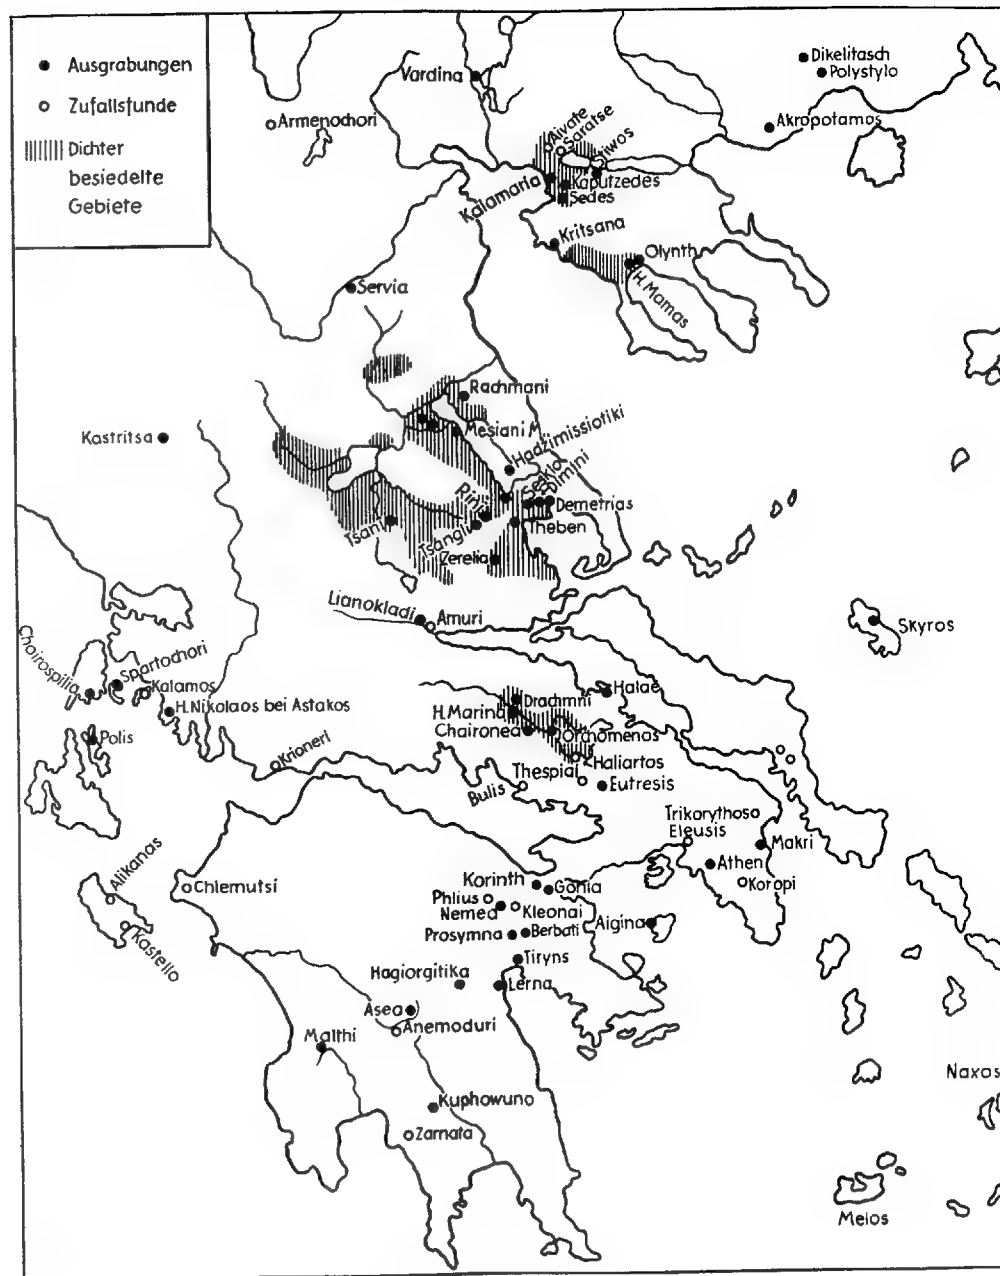 Ausgrabungen
Zufallsfunde
Dichter
besiedelte
Gebiete
Vardina
Dikelitasch
Polystylo
Akropotamos
Armenochori
Aivate
Saratse
Kalamaria
Kaputzedes
Sedes
Kritsana
Olynth
H. Mamas
Servia
Rachmani
Kastritsa
Mesiani M.
Hadzimissiotiki
Sesklo
Dimini
Rini
Demetrias
Theben
Tsani
Tsangli
Zerelia
Lianokladi
Amuri
Skyros
Chairospilia
Spartochori
Kalamos
H. Nikolaos bei Astakos
Polis
Krioneri
Drachmni
Halae
H. Marina
Chaironea
Orchomenos
Haliartos
Thespiai
Eutresis
Bulis
Trikorythos
Eleusis
Makri
Athen
Koropi
Alikanas
Chlemutsi
Kastello
Korinth
Gonia
Phlius
Nemea
Kleonai
Prosymna
Berbati
Aigina
Tiryns
Hagiorgitika
Lerna
Asea
Anemoduri
Malthi
Kuphowuno
Zarnata
Naxos
Melos